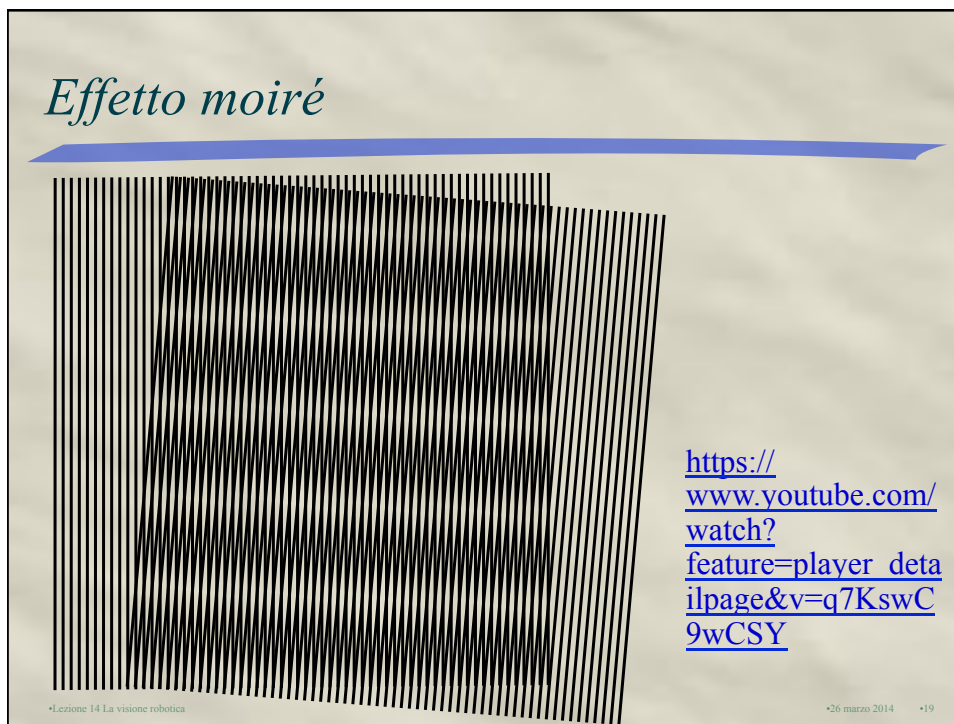 Effetto moiré
https://
www.youtube.com/
watch?
feature=player_deta
ilpage&v=q7KswC
9wCSY
•Lezione 14 La visione robotica
•26 marzo 2014
•19